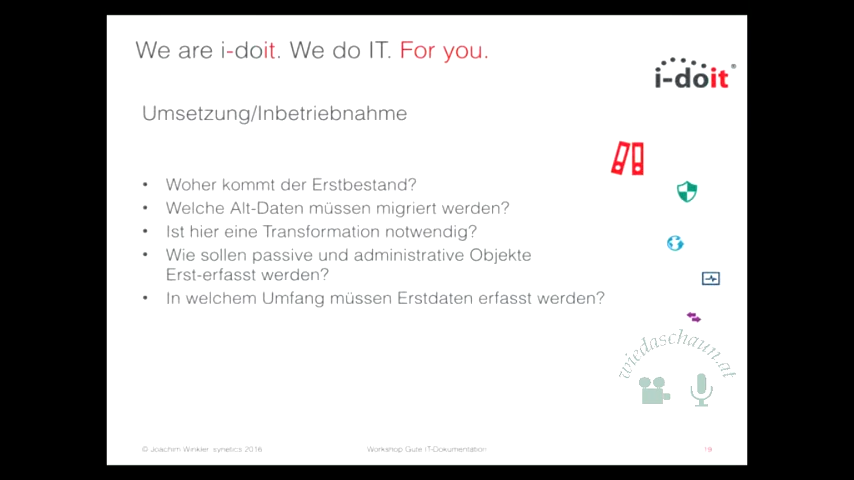 We are i-doit. We do IT. For you.
i-doit®
Umsetzung/Inbetriebnahme
• Woher kommt der Erstbestand?
• Welche Alt-Daten müssen migriert werden?
• Ist hier eine Transformation notwendig?
• Wie sollen passive und administrative Objekte
Erst-erfasst werden?
• In welchem Umfang müssen Erstdaten erfasst werden?
wiedaschaun.at
© Joachim Winkler synetics 2016
Workshop Gute IT-Dokumentation
19